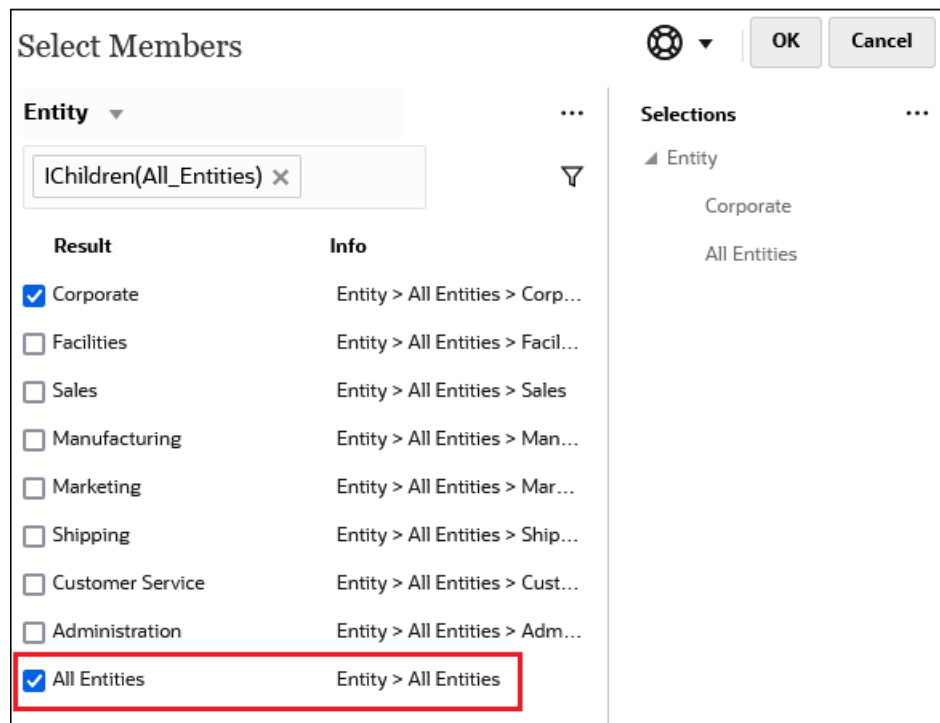 Select Members
OK
Cancel
Entity
...
Selections
...
IChildren(All_Entities)
Entity
Corporate
All Entities
Result Info
Corporate Entity > All Entities > Corp...
Facilities Entity > All Entities > Facil...
Sales Entity > All Entities > Sales
Manufacturing Entity > All Entities > Man...
Marketing Entity > All Entities > Mar...
Shipping Entity > All Entities > Ship...
Customer Service Entity > All Entities > Cust...
Administration Entity > All Entities > Adm...
All Entities Entity > All Entities